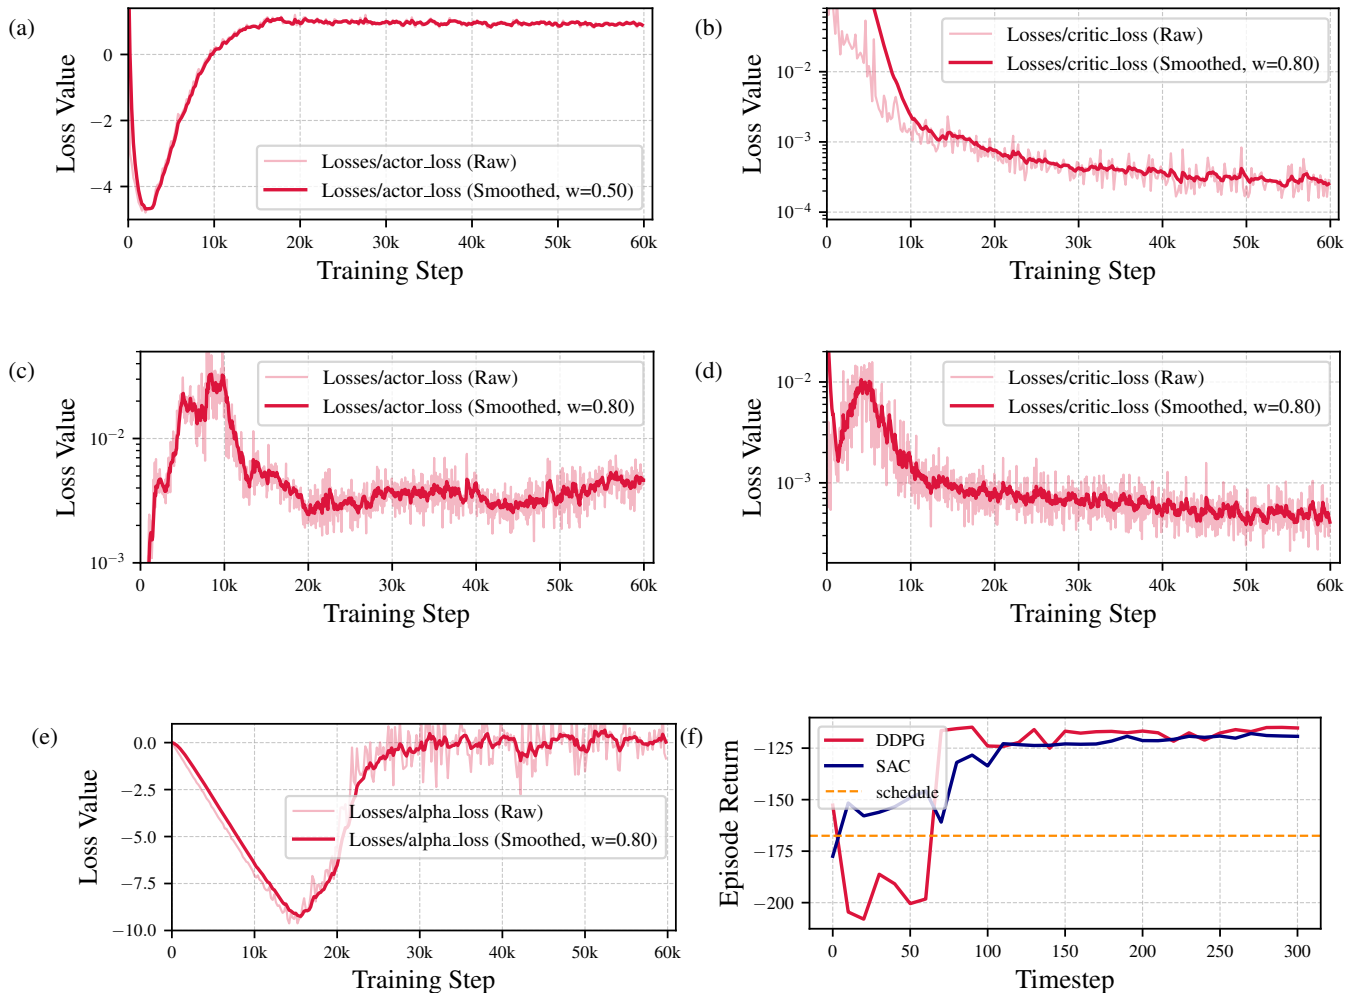 (a)
Loss Value
0
−2
−4
Losses/actor_loss (Raw)
Losses/actor_loss (Smoothed, w=0.50)
0 10k 20k 30k 40k 50k 60k
Training Step
(b)
Loss Value
10−2
10−3
10−4
Losses/critic_loss (Raw)
Losses/critic_loss (Smoothed, w=0.80)
0 10k 20k 30k 40k 50k 60k
Training Step
(c)
Loss Value
10−2
10−3
Losses/actor_loss (Raw)
Losses/actor_loss (Smoothed, w=0.80)
0 10k 20k 30k 40k 50k 60k
Training Step
(d)
Loss Value
10−2
10−3
Losses/critic_loss (Raw)
Losses/critic_loss (Smoothed, w=0.80)
0 10k 20k 30k 40k 50k 60k
Training Step
(e)
Loss Value
0.0
−2.5
−5.0
−7.5
−10.0
Losses/alpha_loss (Raw)
Losses/alpha_loss (Smoothed, w=0.80)
0 10k 20k 30k 40k 50k 60k
Training Step
(f)
Episode Return
−125
−150
−175
−200
DDPG
SAC
schedule
0 50 100 150 200 250 300
Timestep